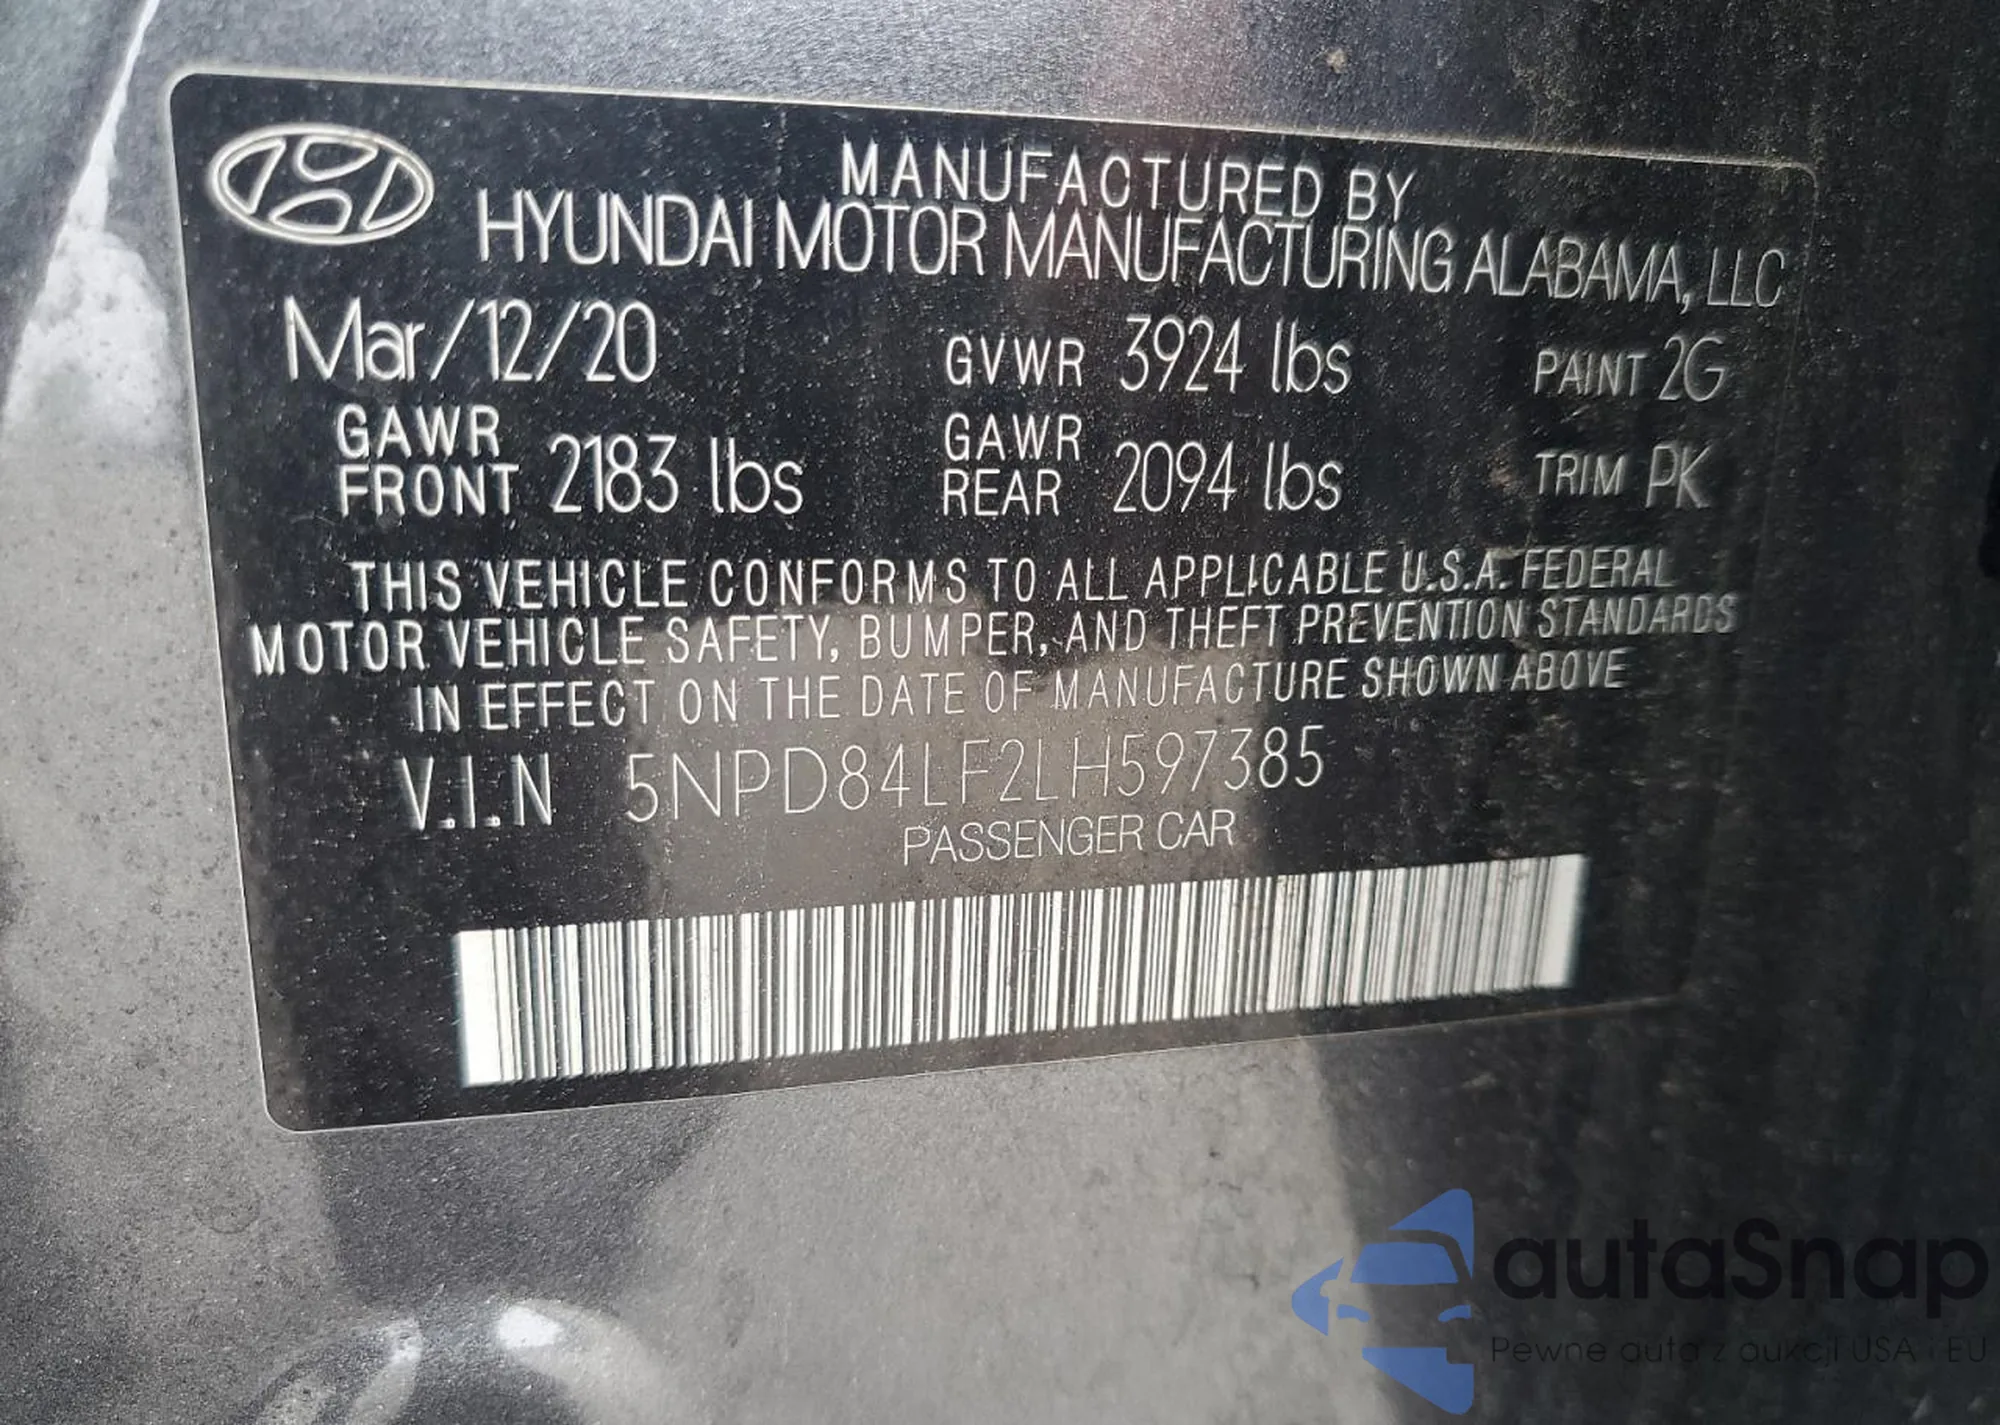 MANUFACTURED BY
HYUNDAI MOTOR MANUFACTURING ALABAMA, LLC
Mar/12/20 GVWR 3924 lbs PAINT 2G
GAWR FRONT 2183 lbs GAWR REAR 2094 lbs TRIM PK
THIS VEHICLE CONFORMS TO ALL APPLICABLE U.S.A. FEDERAL
MOTOR VEHICLE SAFETY, BUMPER, AND THEFT PREVENTION STANDARDS
IN EFFECT ON THE DATE OF MANUFACTURE SHOWN ABOVE
V.I.N 5NPD84LF2LH597385
PASSENGER CAR
autaSnap
Pewne auta z aukcji USA i EU